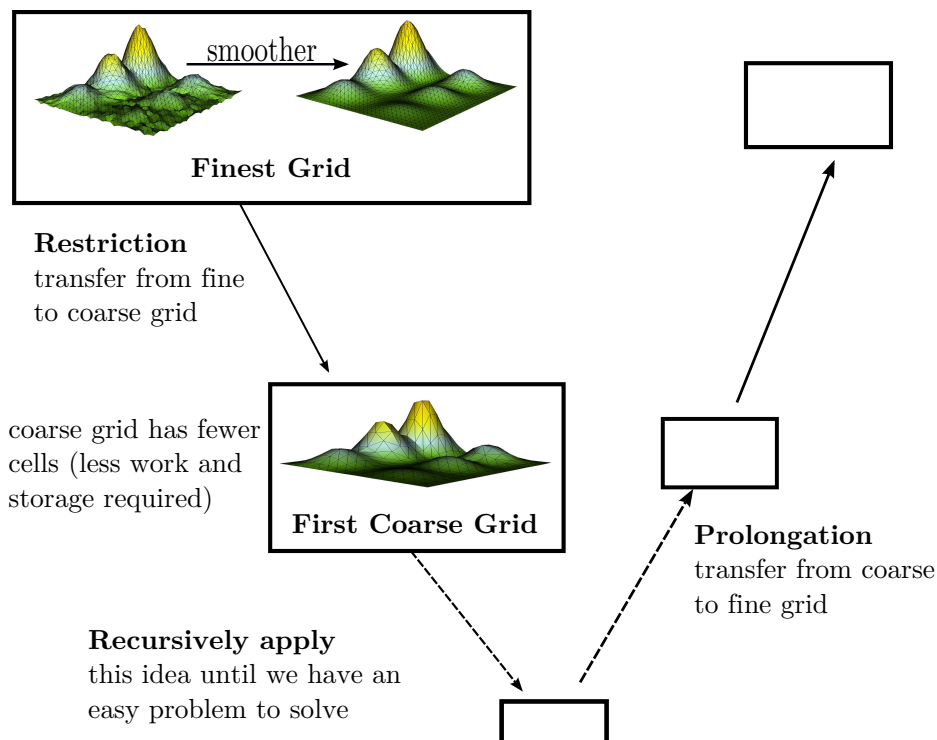 smoother
Finest Grid
Restriction
transfer from fine
to coarse grid
coarse grid has fewer
cells (less work and
storage required)
First Coarse Grid
Prolongation
transfer from coarse
to fine grid
Recursively apply
this idea until we have an
easy problem to solve